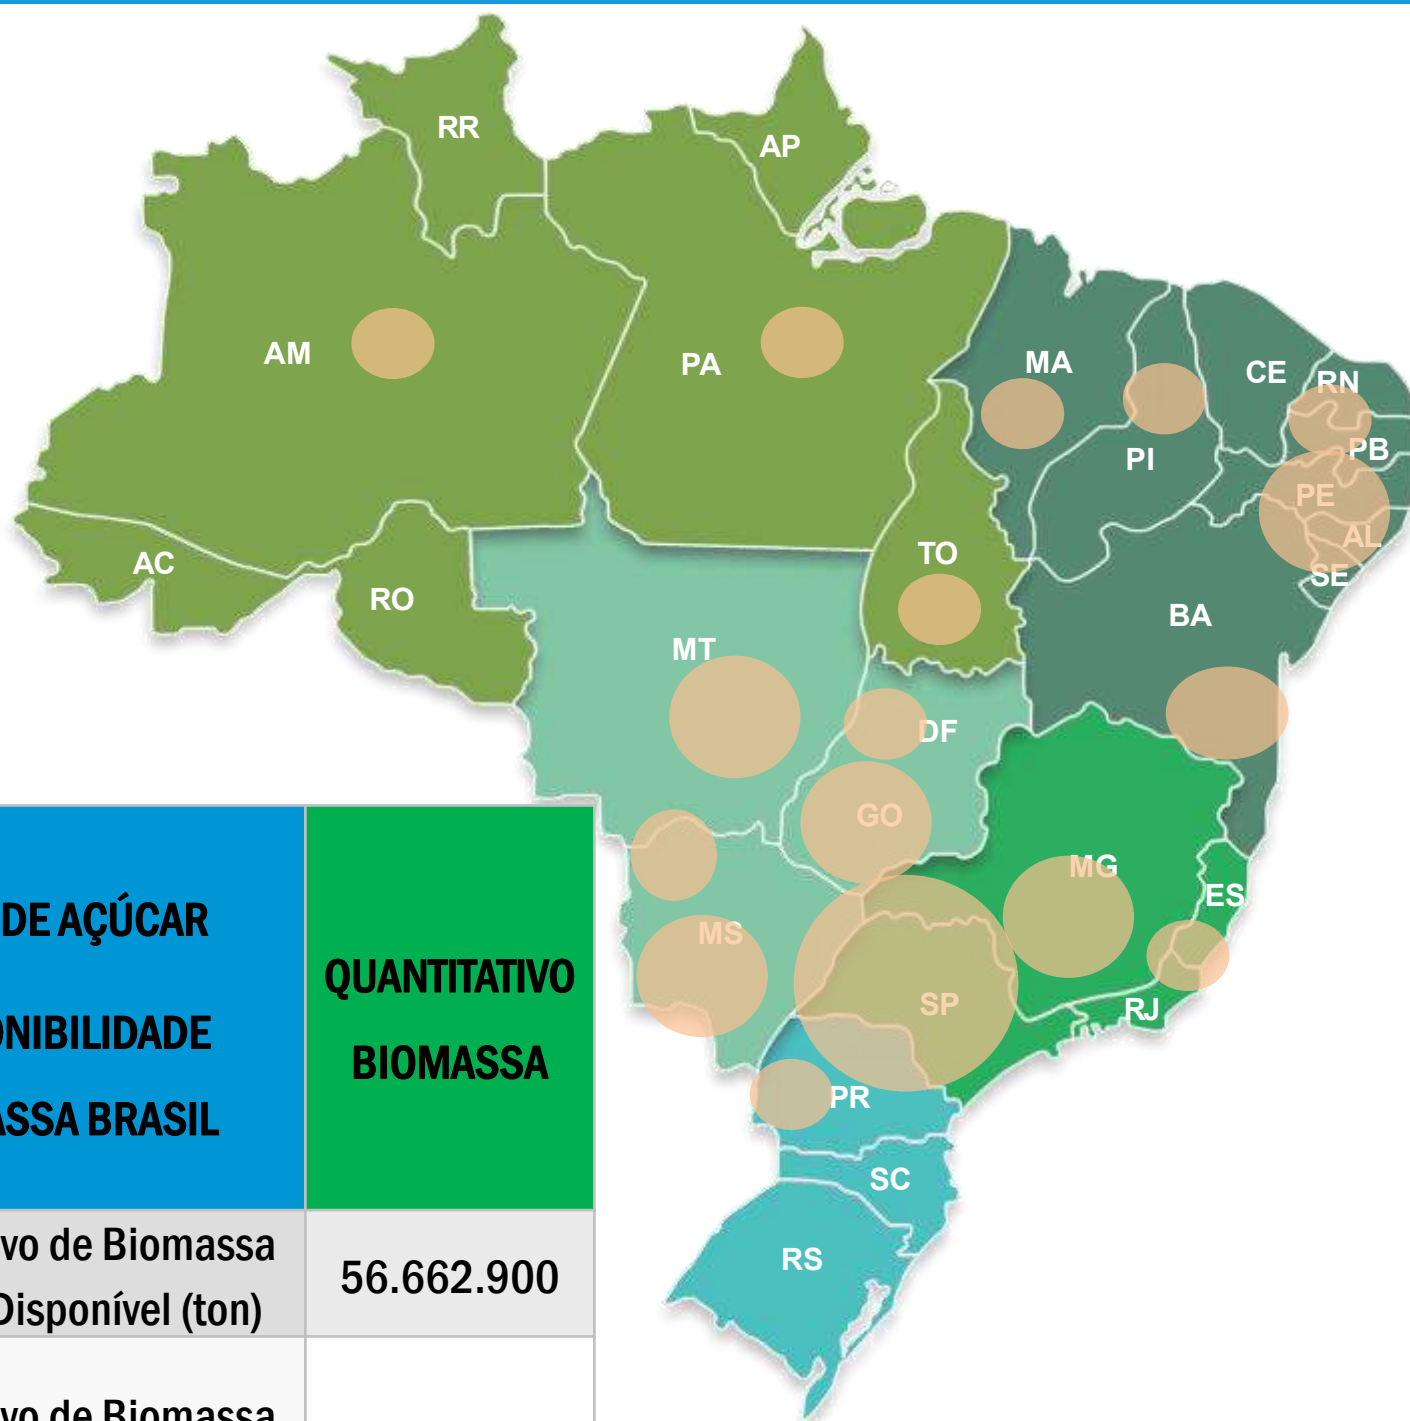 RR
AP
AM
PA
MA
CE
RN
PB
PI
PE
AL
SE
AC
RO
TO
BA
MT
DF
GO
MG
ES
MS
SP
RJ
PR
SC
RS
DE AÇÚCAR
ONIBILIDADE
ASSA BRASIL
QUANTITATIVO
BIOMASSA
vo de Biomassa
Disponível (ton)
56.662.900
vo de Biomassa